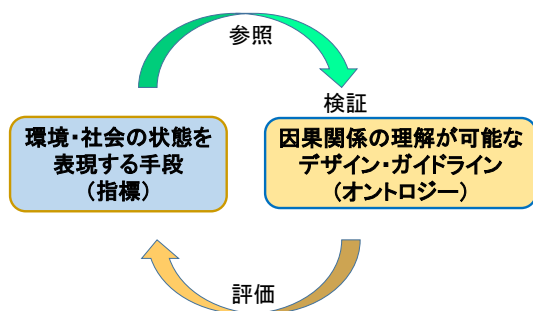 参照
検証
環境・社会の状態を
表現する手段
（指標）
因果関係の理解が可能な
デザイン・ガイドライン
（オントロジー）
評価